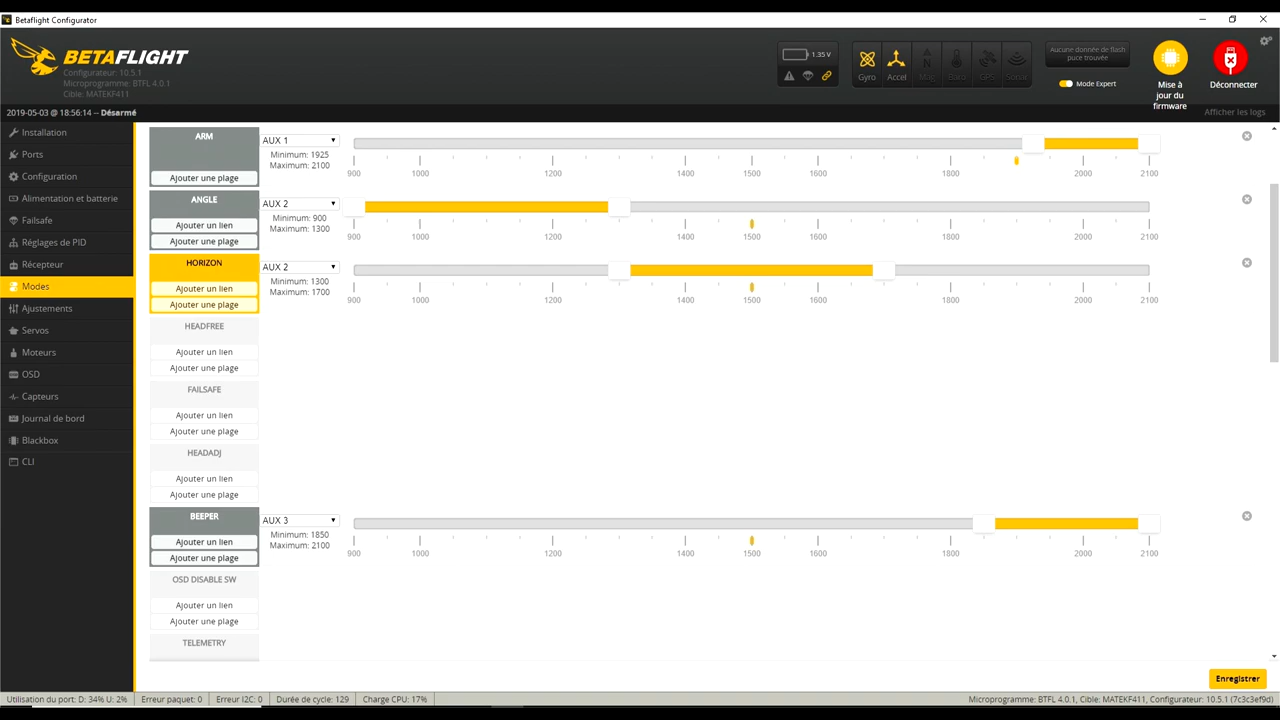 Betaflight Configurator
BETAFLIGHT
Configurateur: 10.5.1
Microprogramme: BTFL 4.0.1
Cible: MATEKF411
1.35 V
Gyro
Accel
Mag
Baro
GPS
Sonar
Aucune donnée de flash
puce trouvée
Mode Expert
Mise à
jour du
firmware
Déconnecter
2019-05-03 @ 18:56:14 -- Désarmé
Afficher les logs
Installation
Ports
Configuration
Alimentation et batterie
Failsafe
Réglages de PID
Récepteur
Modes
Ajustements
Servos
Moteurs
OSD
Capteurs
Journal de bord
Blackbox
CLI
ARM
Ajouter une plage
AUX 1
Minimum: 1925
Maximum: 2100
900 1000 1200 1400 1500 1600 1800 2000 2100
ANGLE
Ajouter un lien
Ajouter une plage
AUX 2
Minimum: 900
Maximum: 1300
900 1000 1200 1400 1500 1600 1800 2000 2100
HORIZON
Ajouter un lien
Ajouter une plage
AUX 2
Minimum: 1300
Maximum: 1700
900 1000 1200 1400 1500 1600 1800 2000 2100
HEADFREE
Ajouter un lien
Ajouter une plage
FAILSAFE
Ajouter un lien
Ajouter une plage
HEADADJ
Ajouter un lien
Ajouter une plage
BEEPER
Ajouter un lien
Ajouter une plage
AUX 3
Minimum: 1850
Maximum: 2100
900 1000 1200 1400 1500 1600 1800 2000 2100
OSD DISABLE SW
Ajouter un lien
Ajouter une plage
TELEMETRY
Enregistrer
Utilisation du port: D: 34% U: 2% Erreur paquet: 0 Erreur I2C: 0 Durée de cycle: 129 Charge CPU: 17% Microprogramme: BTFL 4.0.1, Cible: MATEKF411, Configurateur: 10.5.1 (7c3c3ef9d)